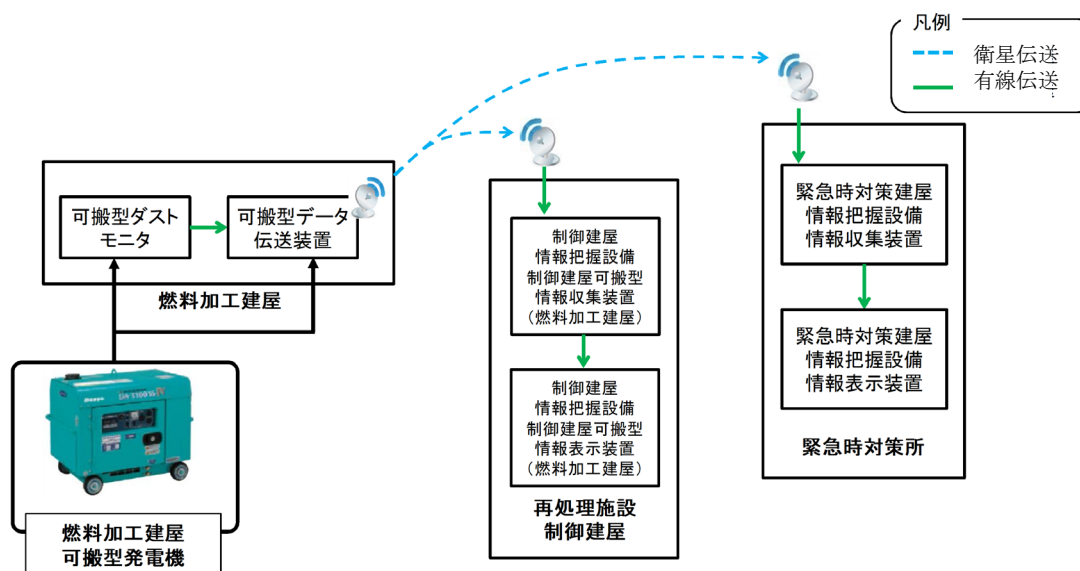 凡例
衛星伝送
有線伝送
可搬型ダスト
モニタ
可搬型データ
伝送装置
燃料加工建屋
燃料加工建屋
可搬型発電機
制御建屋
情報把握設備
制御建屋可搬型
情報収集装置
(燃料加工建屋)
制御建屋
情報把握設備
制御建屋可搬型
情報表示装置
(燃料加工建屋)
再処理施設
制御建屋
緊急時対策建屋
情報把握設備
情報収集装置
緊急時対策建屋
情報把握設備
情報表示装置
緊急時対策所